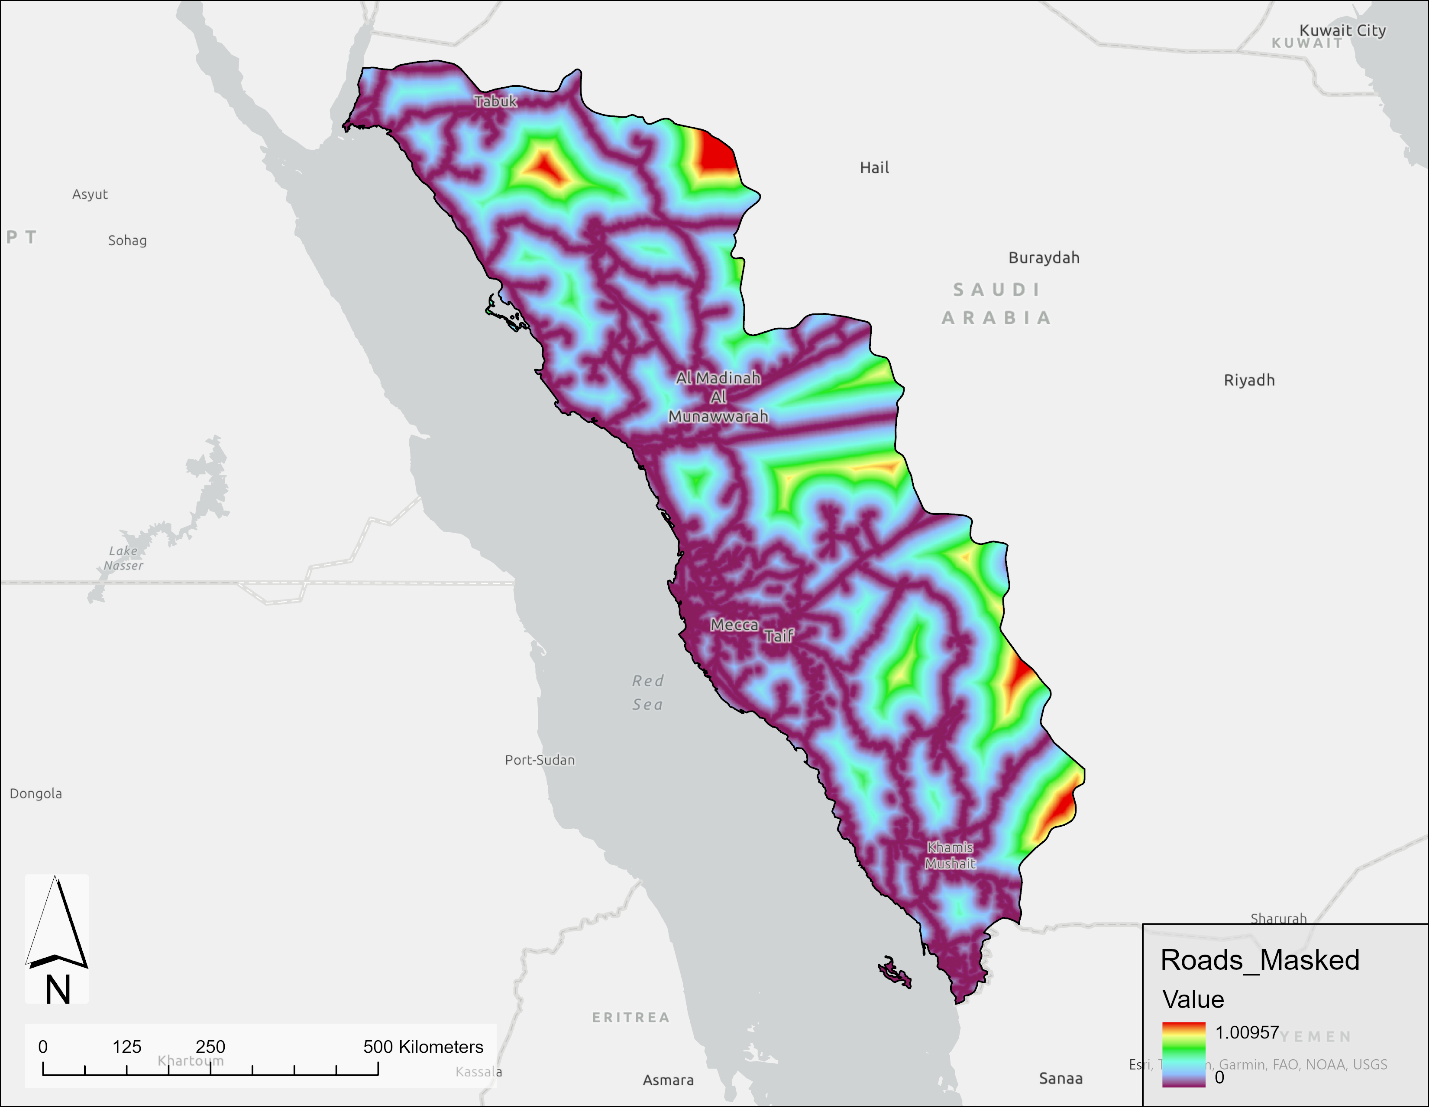 Kuwait City
KUWAIT
Tabuk
Hail
Asyut
PT
Sohag
Buraydah
SAUDI
ARABIA
Riyadh
Al Madinah
Al
Munawwarah
Lake
Nasser
Mecca
Taif
Red
Sea
Port-Sudan
Dongola
Khamis
Mushait
Sharurah
N
ERITREA
Roads_Masked
Value
1.00957
YEMEN
0
0 125 250 500 Kilometers
Khartoum
Kassala
Asmara
Sanaa
Esri, Garmin, FAO, NOAA, USGS